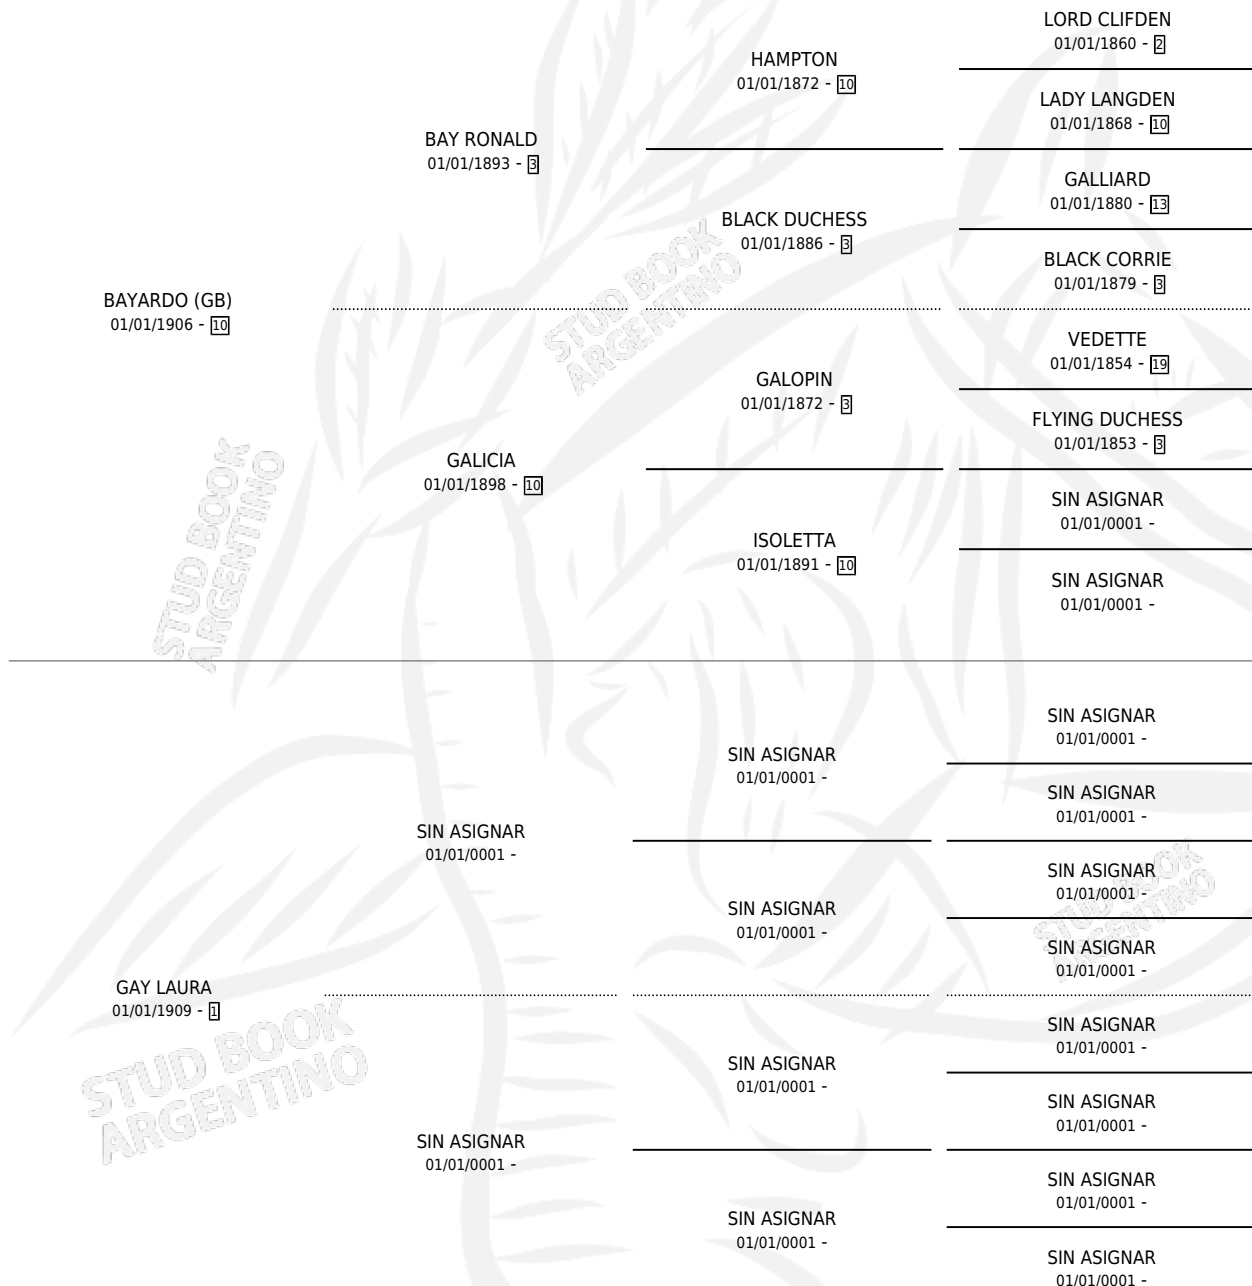 LORD CLIFDEN
01/01/1860 - 2
HAMPTON
01/01/1872 - 10
LADY LANGDEN
01/01/1868 - 10
BAY RONALD
01/01/1893 - 3
GALLIARD
01/01/1880 - 13
BLACK DUCHESS
01/01/1886 - 3
BLACK CORRIE
01/01/1879 - 3
BAYARDO (GB)
01/01/1906 - 10
VEDETTE
01/01/1854 - 19
GALOPIN
01/01/1872 - 3
FLYING DUCHESS
01/01/1853 - 3
GALICIA
01/01/1898 - 10
SIN ASIGNAR
01/01/0001 -
ISOLETTA
01/01/1891 - 10
SIN ASIGNAR
01/01/0001 -
SIN ASIGNAR
01/01/0001 -
SIN ASIGNAR
01/01/0001 -
SIN ASIGNAR
01/01/0001 -
SIN ASIGNAR
01/01/0001 -
SIN ASIGNAR
01/01/0001 -
SIN ASIGNAR
01/01/0001 -
SIN ASIGNAR
01/01/0001 -
GAY LAURA
01/01/1909 - 1
SIN ASIGNAR
01/01/0001 -
SIN ASIGNAR
01/01/0001 -
SIN ASIGNAR
01/01/0001 -
SIN ASIGNAR
01/01/0001 -
SIN ASIGNAR
01/01/0001 -
SIN ASIGNAR
01/01/0001 -
SIN ASIGNAR
01/01/0001 -
STUD BOOK
ARGENTINO
STUD BOOK
ARGENTINO
STUD BOOK
ARGENTINO
STUD BOOK
ARGENTINO